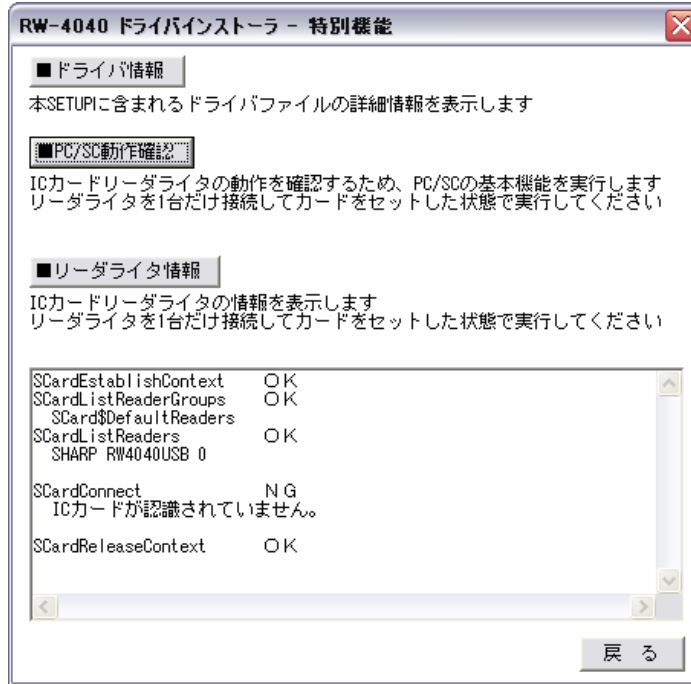 RW-4040 ドライバインストーラ - 特別機能
■ドライバ情報
本SETUPに含まれるドライバファイルの詳細情報を表示します
■PC/SC動作確認
ICカードリーダライタの動作を確認するため、PC/SCの基本機能を実行します
リーダライタを1台だけ接続してカードをセットした状態で実行してください
■リーダライタ情報
ICカードリーダライタの情報を表示します
リーダライタを1台だけ接続してカードをセットした状態で実行してください
SCardEstablishContext ＯＫ
SCardListReaderGroups ＯＫ
SCard$DefaultReaders
SCardListReaders ＯＫ
SHARP RW4040USB 0
SCardConnect ＮＧ
ICカードが認識されていません。
SCardReleaseContext ＯＫ
戻 る